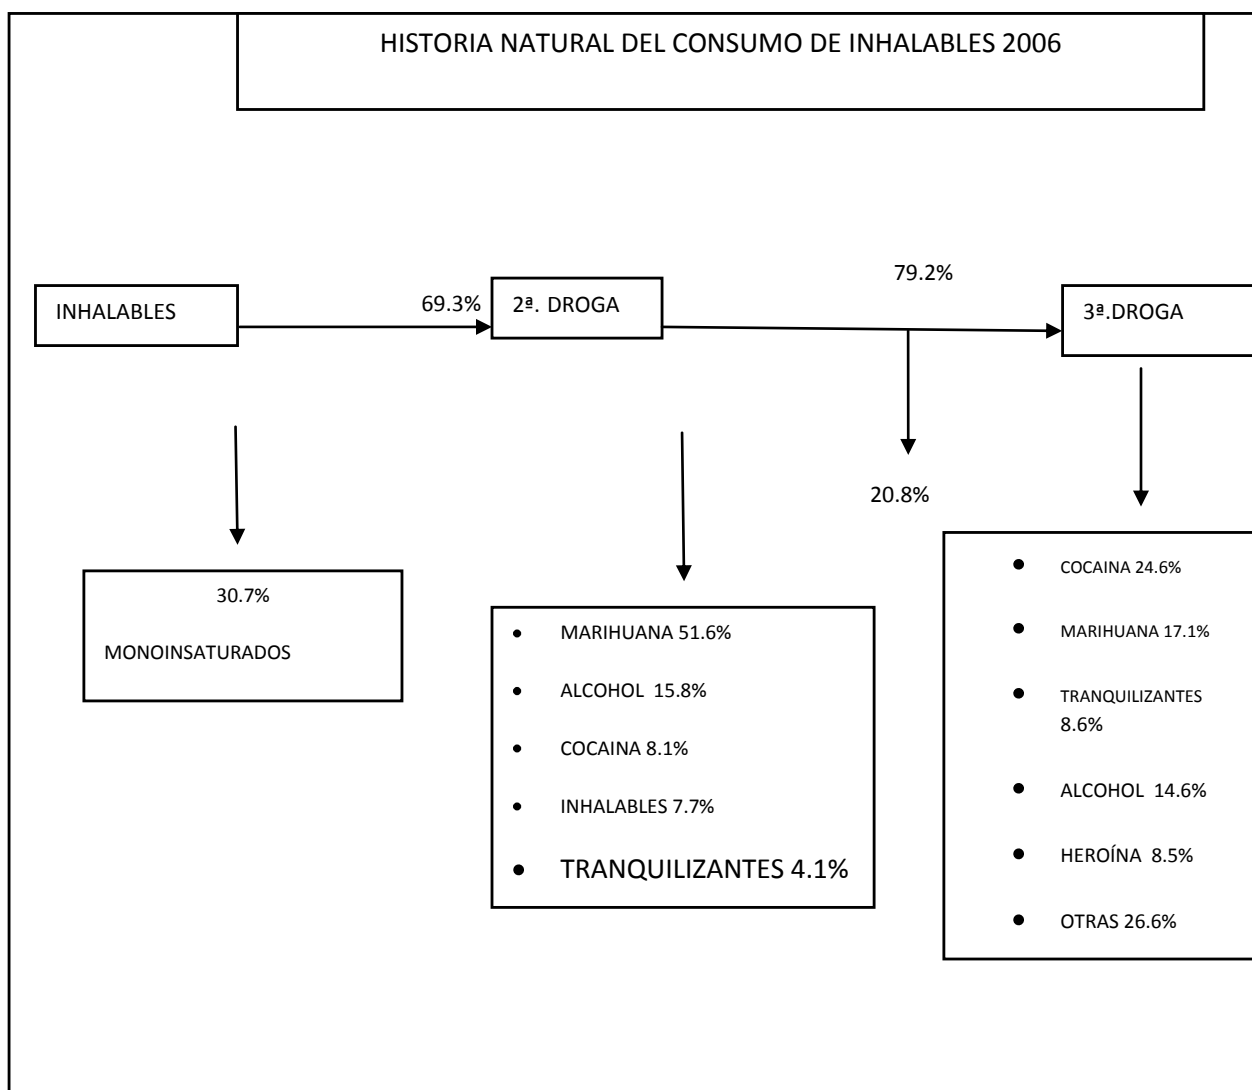 HISTORIA NATURAL DEL CONSUMO DE INHALABLES 2006
79.2%
INHALABLES
69.3%
2ª. DROGA
3ª.DROGA
20.8%
30.7%
MONOINSATURADOS
• MARIHUANA 51.6%
• ALCOHOL 15.8%
• COCAINA 8.1%
• INHALABLES 7.7%
• TRANQUILIZANTES 4.1%
• COCAINA 24.6%
• MARIHUANA 17.1%
• TRANQUILIZANTES
8.6%
• ALCOHOL 14.6%
• HEROÍNA 8.5%
• OTRAS 26.6%